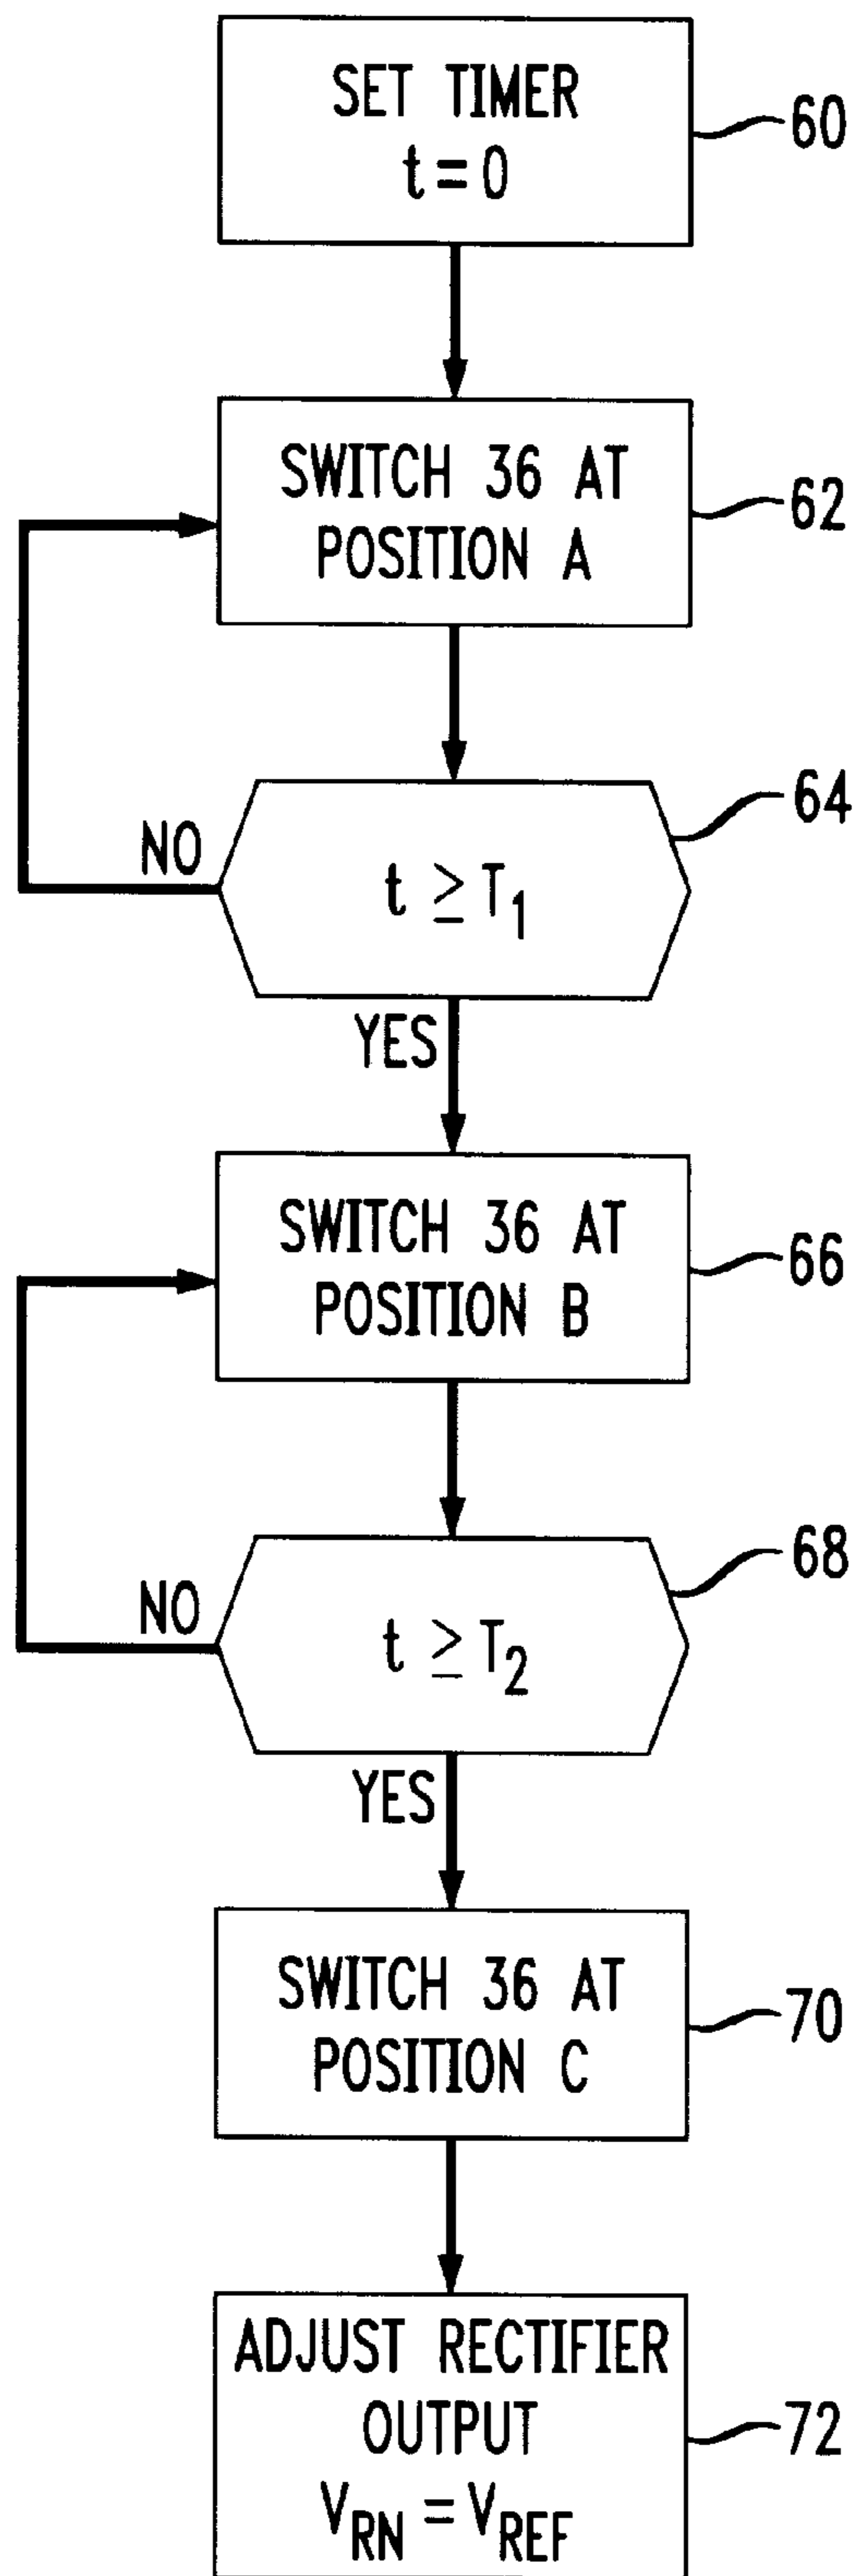 SET TIMER
t = 0
60
SWITCH 36 AT
POSITION A
62
64
NO
t ≥ T1
YES
SWITCH 36 AT
POSITION B
66
68
NO
t ≥ T2
YES
SWITCH 36 AT
POSITION C
70
ADJUST RECTIFIER
OUTPUT
VRN = VREF
72